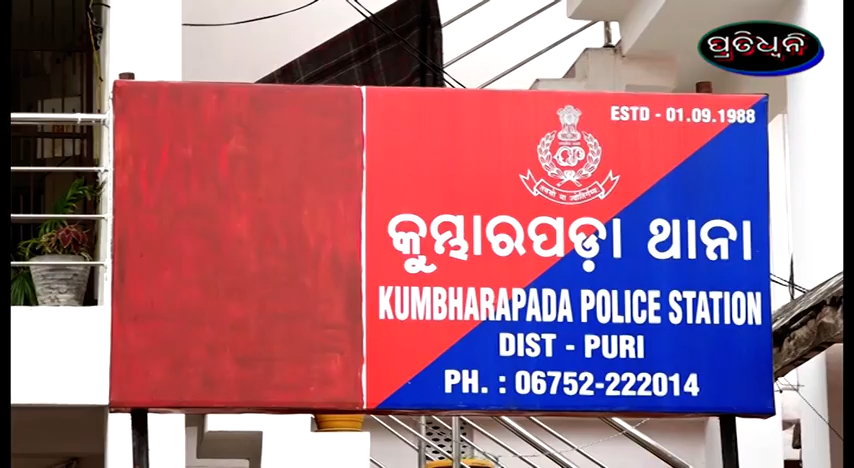 ପ୍ରତିଧ୍ୱନି
ESTD - 01.09.1988
କୁମ୍ଭାରପଡ଼ା ଥାନା
KUMBHARAPADA POLICE STATION
DIST - PURI
PH. : 06752-222014